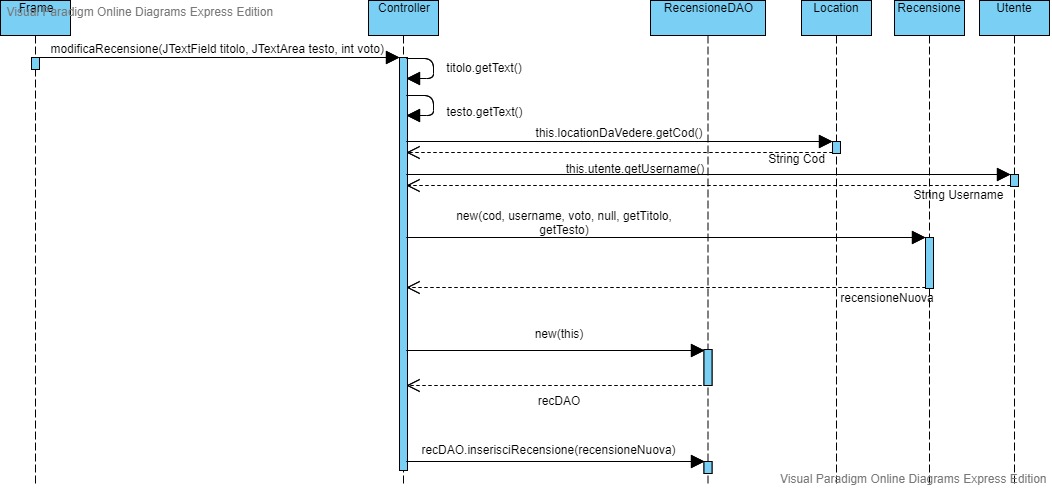 Visual Paradigm Online Diagrams Express Edition
Frame
Controller
RecensioneDAO
Location
Recensione
Utente
modificaRecensione(JTextField titolo, JTextArea testo, int voto)
titolo.getText()
testo.getText()
this.locationDaVedere.getCod()
String Cod
this.utente.getUsername()
String Username
new(cod, username, voto, null, getTitolo,
getTesto)
recensioneNuova
new(this)
recDAO
recDAO.inserisciRecensione(recensioneNuova)
Visual Paradigm Online Diagrams Express Edition